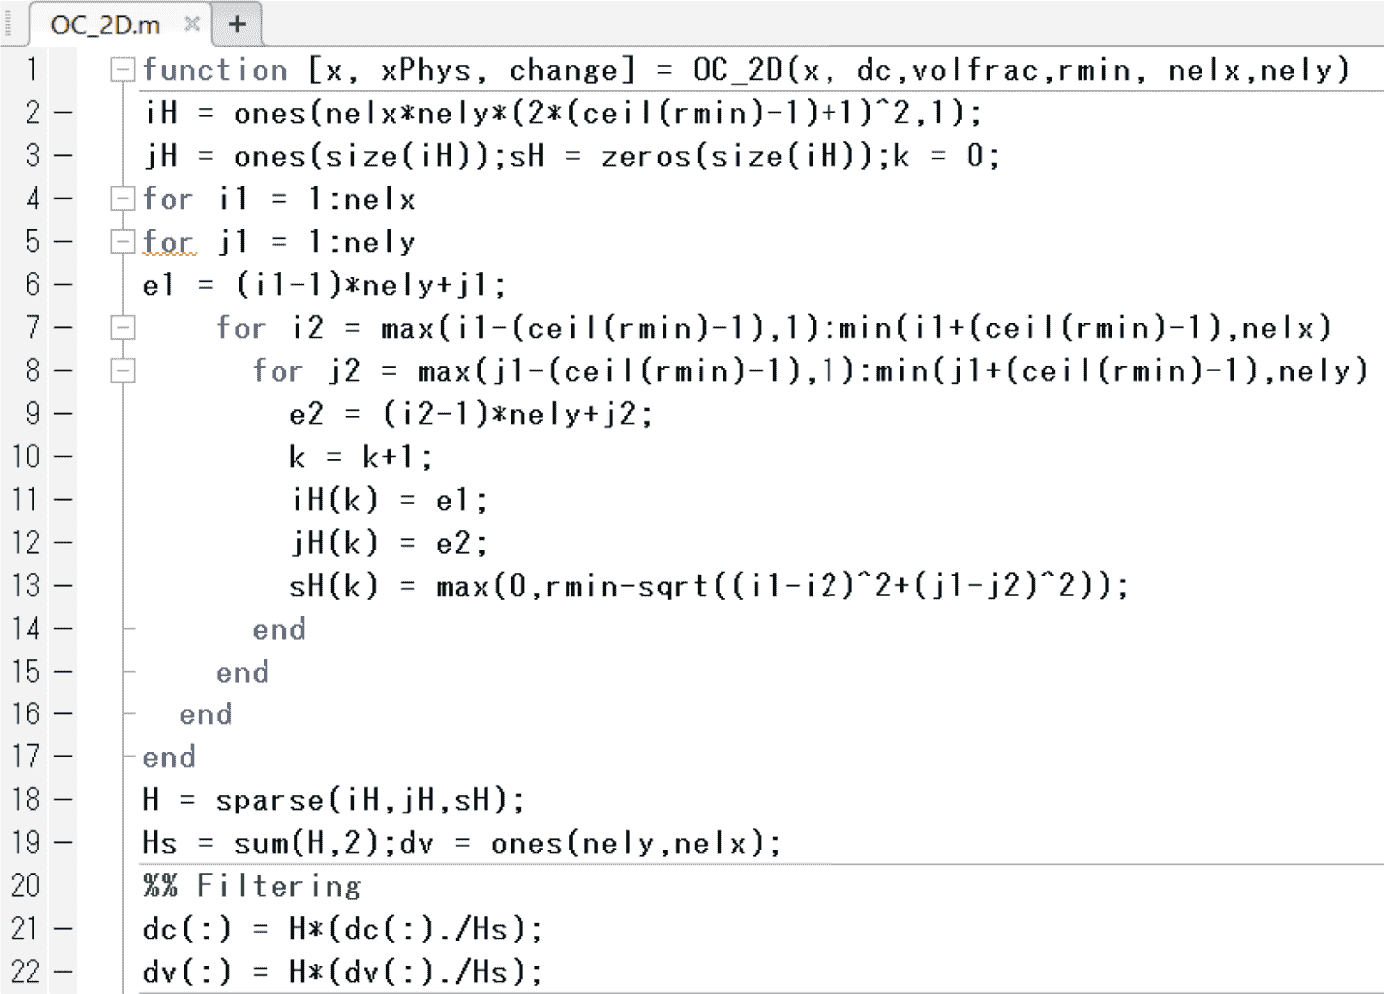 OC_2D.m × +
1 function [x, xPhys, change] = OC_2D(x, dc,volfrac,rmin, nelx,nely)
2 – iH = ones(nelx*nely*(2*(ceil(rmin)-1)+1)^2,1);
3 – jH = ones(size(iH));sH = zeros(size(iH));k = 0;
4 – for i1 = 1:nelx
5 – for j1 = 1:nely
6 – e1 = (i1-1)*nely+j1;
7 – for i2 = max(i1-(ceil(rmin)-1),1):min(i1+(ceil(rmin)-1),nelx)
8 – for j2 = max(j1-(ceil(rmin)-1),1):min(j1+(ceil(rmin)-1),nely)
9 – e2 = (i2-1)*nely+j2;
10 – k = k+1;
11 – iH(k) = e1;
12 – jH(k) = e2;
13 – sH(k) = max(0,rmin-sqrt((i1-i2)^2+(j1-j2)^2));
14 – end
15 – end
16 – end
17 – end
18 – H = sparse(iH,jH,sH);
19 – Hs = sum(H,2);dv = ones(nely,nelx);
20 %% Filtering
21 – dc(:) = H*(dc(:)./Hs);
22 – dv(:) = H*(dv(:)./Hs);